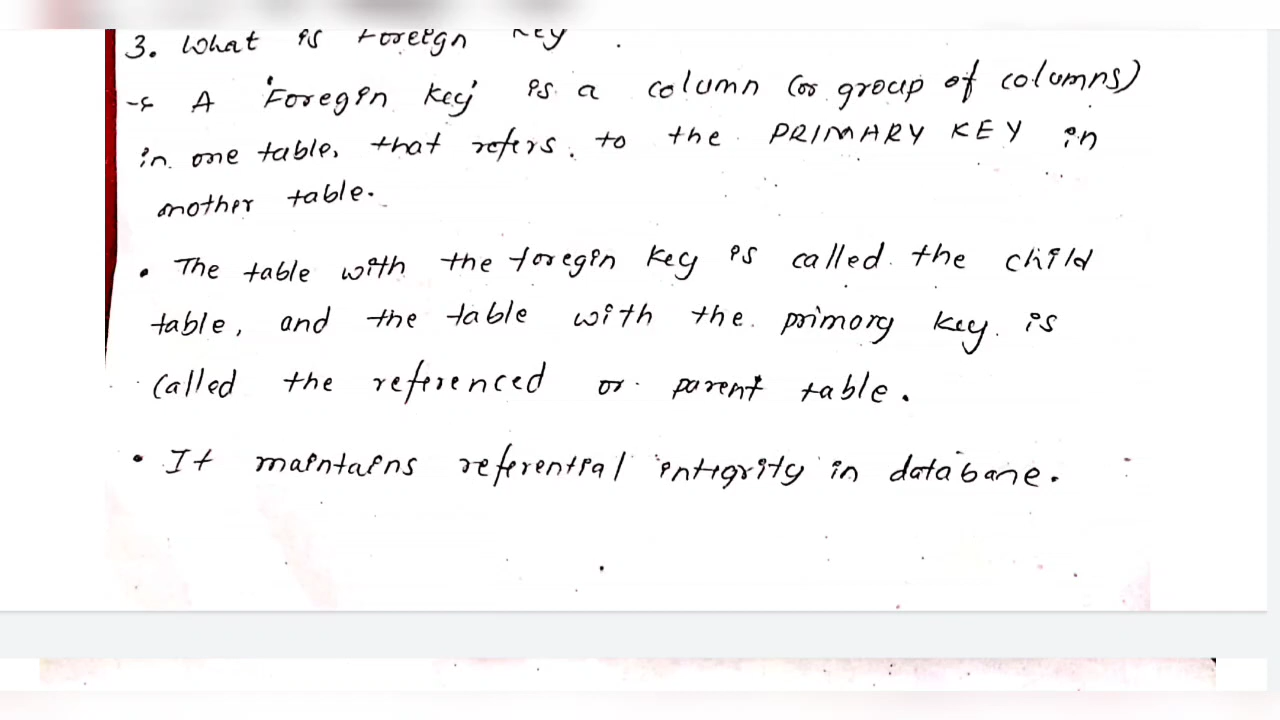 3. What is Foreign Key
→ A 'Foregin Key' is a column (or group of columns)
in one table, that refers to the PRIMARY KEY in
another table.
• The table with the foregin key is called the child
table, and the table with the primary key is
called the referenced or parent table.
• It maintains referential integrity in database.